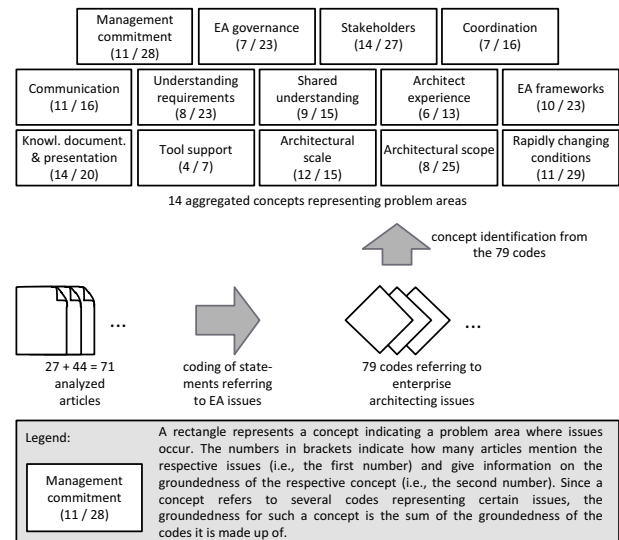 Management commitment (11 / 28)
EA governance (7 / 23)
Stakeholders (14 / 27)
Coordination (7 / 16)
Communication (11 / 16)
Understanding requirements (8 / 23)
Shared understanding (9 / 15)
Architect experience (6 / 13)
EA frameworks (10 / 23)
Knowl. document. & presentation (14 / 20)
Tool support (4 / 7)
Architectural scale (12 / 15)
Architectural scope (8 / 25)
Rapidly changing conditions (11 / 29)
14 aggregated concepts representing problem areas
concept identification from
the 79 codes
...
...
27 + 44 = 71
analyzed
articles
coding of state-
ments referring
to EA issues
79 codes referring to
enterprise
architecting issues
Legend:
Management
commitment
(11 / 28)
A rectangle represents a concept indicating a problem area where issues
occur. The numbers in brackets indicate how many articles mention the
respective issues (i.e., the first number) and give information on the
groundedness of the respective concept (i.e., the second number). Since a
concept refers to several codes representing certain issues, the
groundedness for such a concept is the sum of the groundedness of the
codes it is made up of.